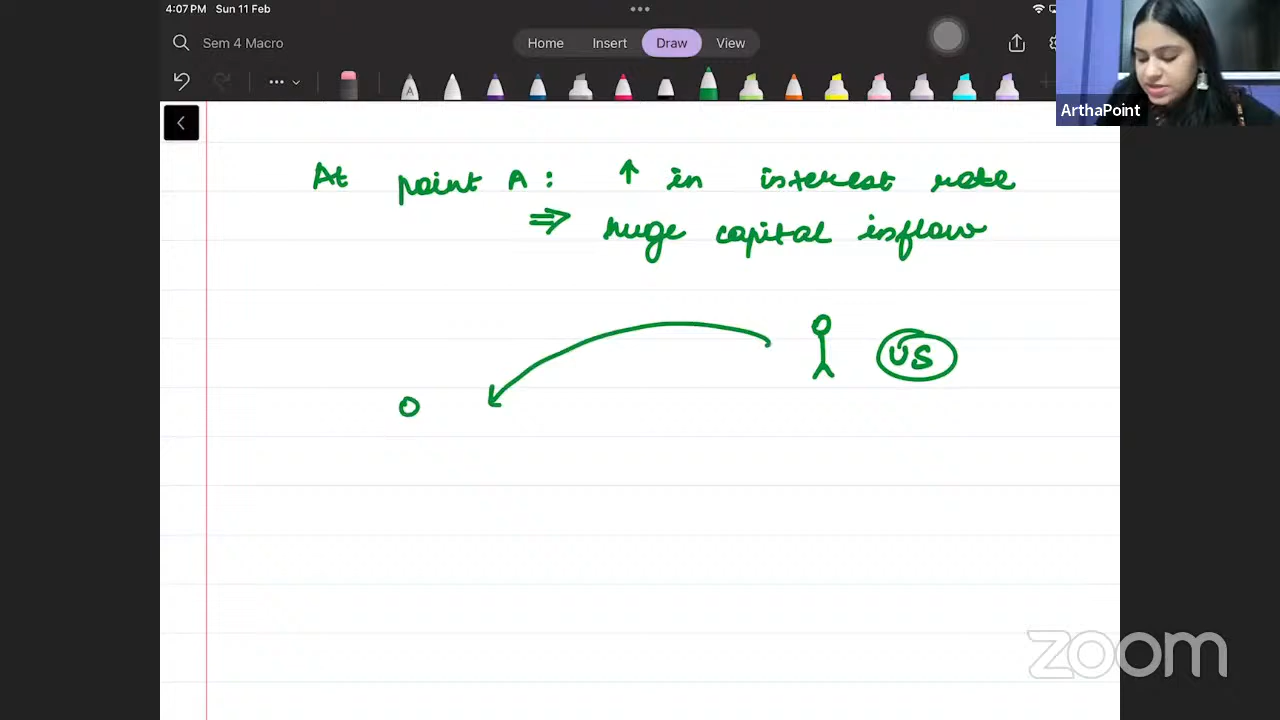 4:07 PM Sun 11 Feb
Sem 4 Macro
Home Insert Draw View
A
ArthaPoint
At point A : ↑ in interest rate
⇒ huge capital inflow
US
zoom